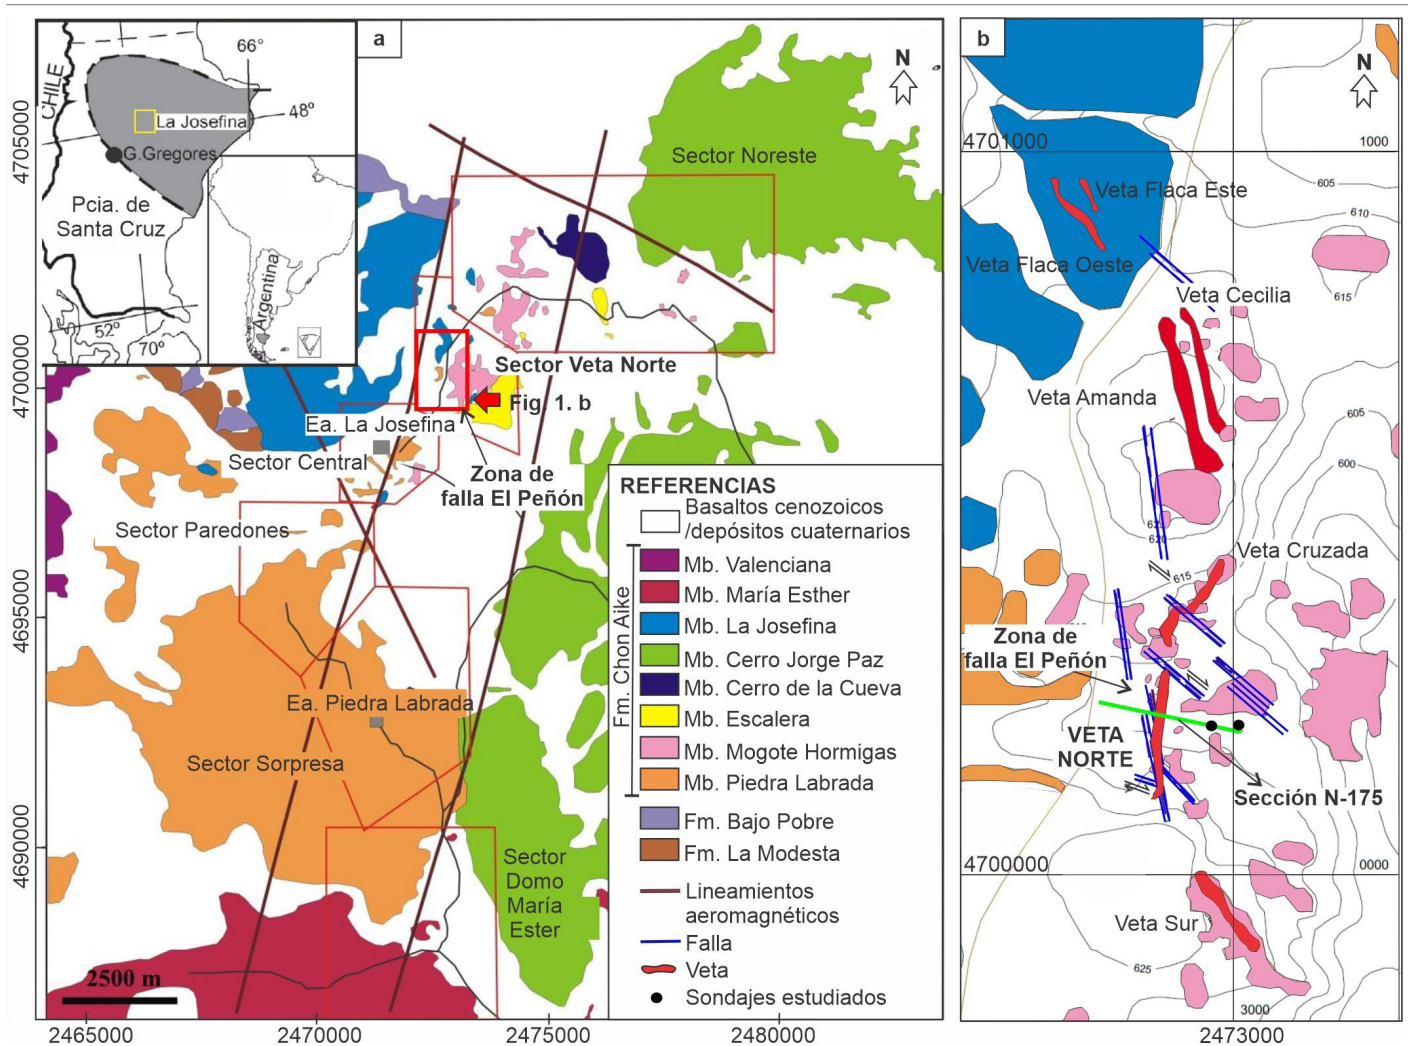 a
N
66°
CHILE
48º
La Josefina
G.Gregores
Pcia. de
Santa Cruz
Argentina
52º
70º
4705000
4700000
4695000
4690000
2465000
2470000
2475000
2480000
Sector Noreste
Sector Veta Norte
Fig. 1. b
Ea. La Josefina
Sector Central
Zona de
falla El Peñón
Sector Paredones
Ea. Piedra Labrada
Sector Sorpresa
Sector
Domo
María
Ester
2500 m
REFERENCIAS
Basaltos cenozoicos
/depósitos cuaternarios
Fm. Chon Aike
Mb. Valenciana
Mb. María Esther
Mb. La Josefina
Mb. Cerro Jorge Paz
Mb. Cerro de la Cueva
Mb. Escalera
Mb. Mogote Hormigas
Mb. Piedra Labrada
Fm. Bajo Pobre
Fm. La Modesta
Lineamientos
aeromagnéticos
Falla
Veta
Sondajes estudiados
b
N
4701000
1000
605
Veta Flaca Este
610
Veta Flaca Oeste
615
Veta Cecilia
Veta Amanda
605
600
620
Veta Cruzada
615
Zona de
falla El Peñón
VETA
NORTE
Sección N-175
4700000
0000
Veta Sur
625
3000
2473000